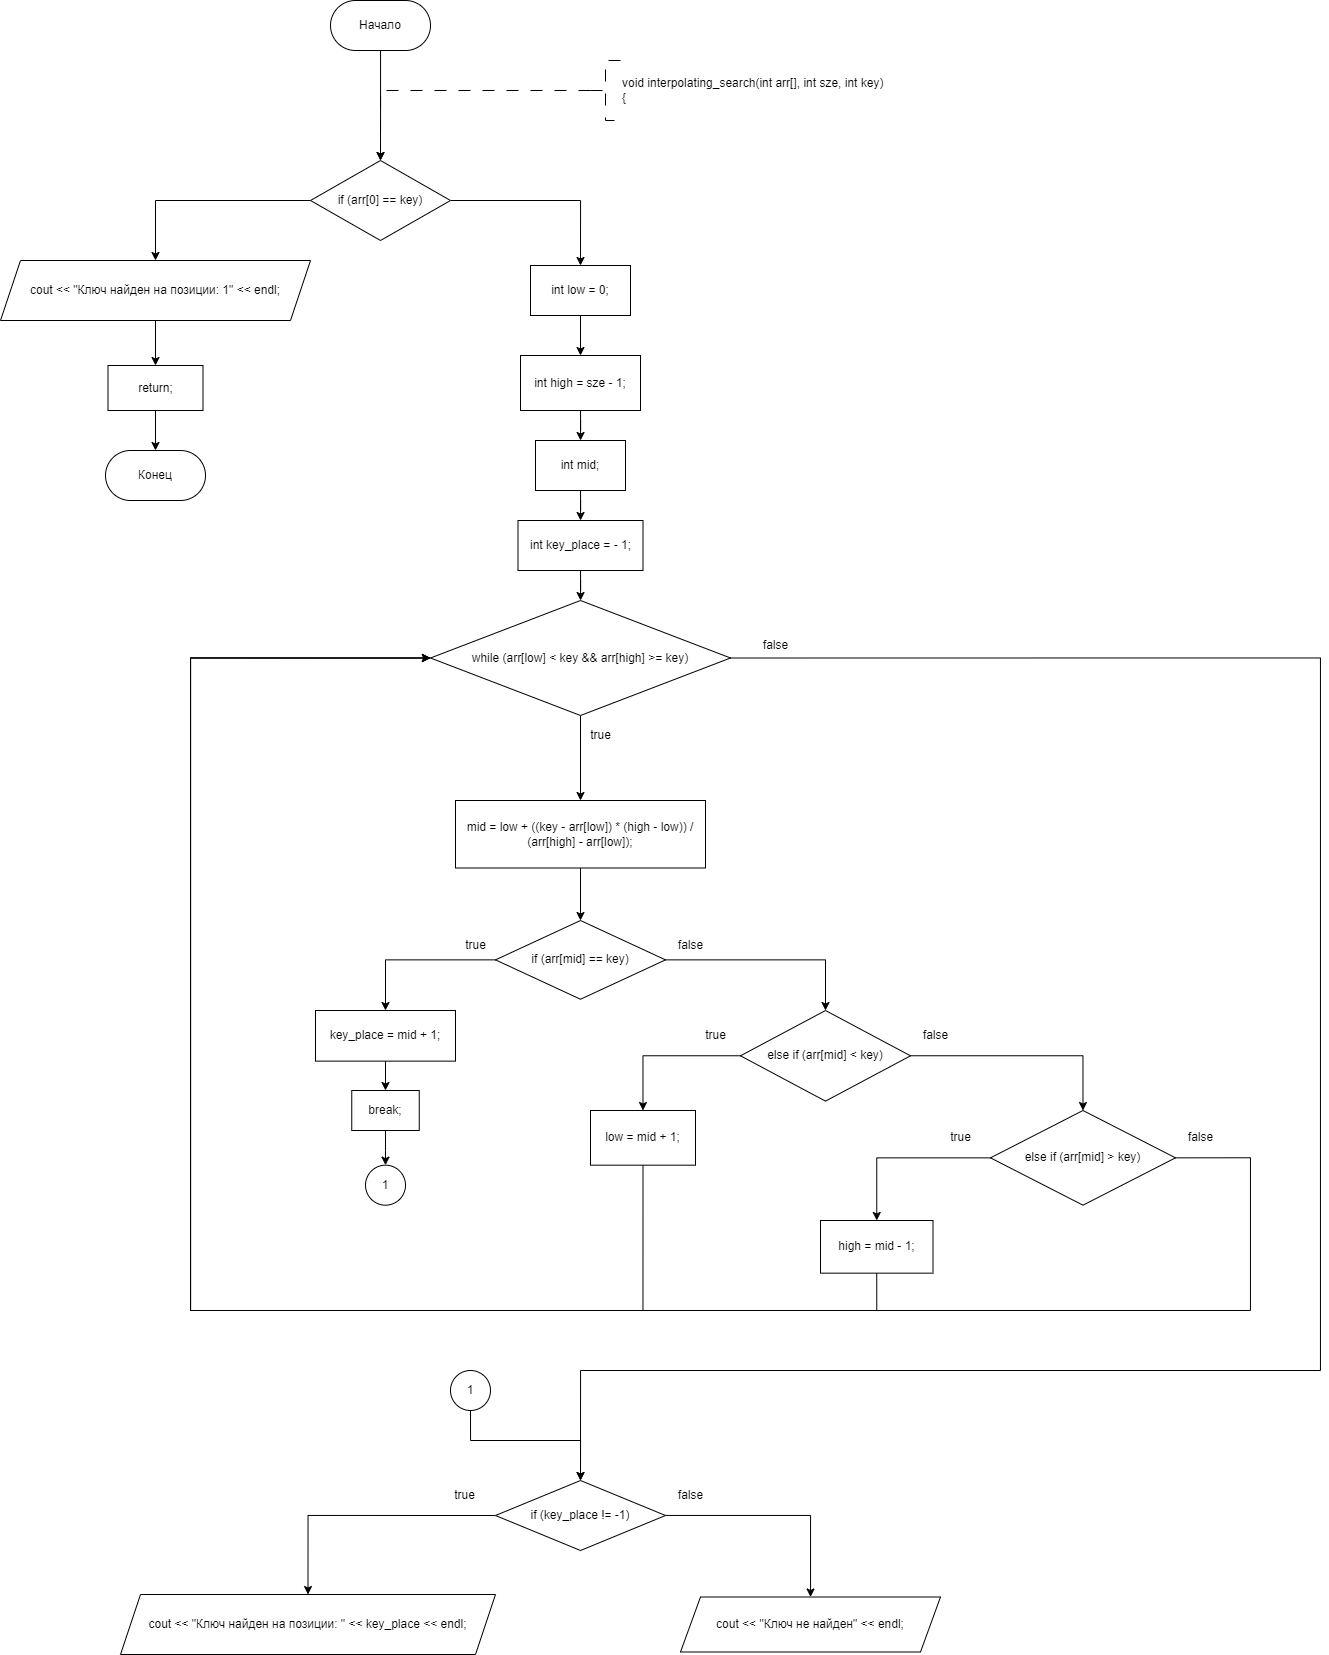 Начало
void interpolating_search(int arr[], int sze, int key)
{
if (arr[0] == key)
cout << "Ключ найден на позиции: 1" << endl;
int low = 0;
return;
int high = sze - 1;
Конец
int mid;
int key_place = - 1;
while (arr[low] < key && arr[high] >= key)
false
true
mid = low + ((key - arr[low]) * (high - low)) /
(arr[high] - arr[low]);
true
if (arr[mid] == key)
false
key_place = mid + 1;
true
else if (arr[mid] < key)
false
break;
low = mid + 1;
true
else if (arr[mid] > key)
false
1
high = mid - 1;
1
true
if (key_place != -1)
false
cout << "Ключ найден на позиции: " << key_place << endl;
cout << "Ключ не найден" << endl;